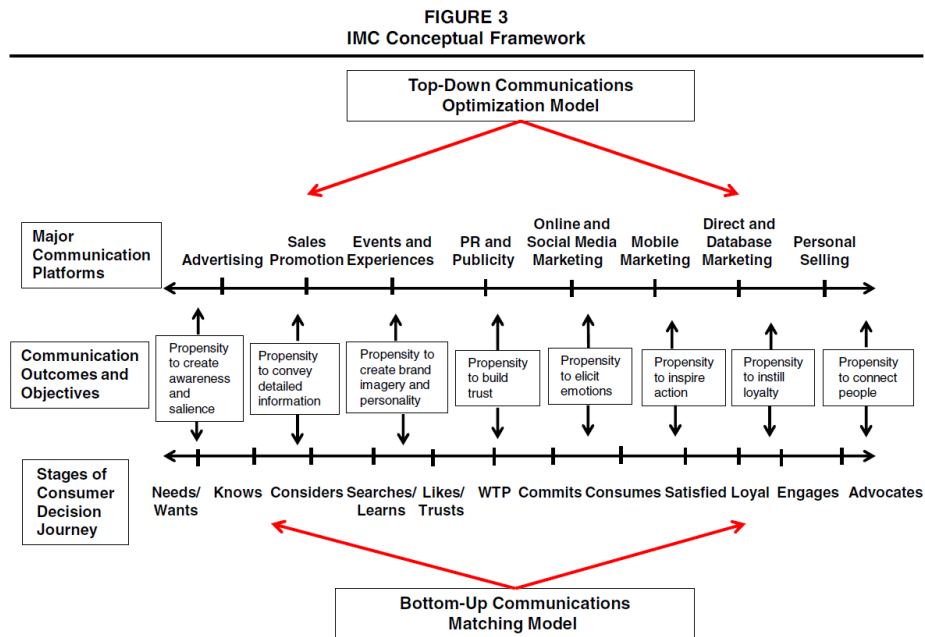 FIGURE 3
IMC Conceptual Framework
Top-Down Communications
Optimization Model
Major
Communication
Platforms
Advertising
Sales
Promotion
Events and
Experiences
PR and
Publicity
Online and
Social Media
Marketing
Mobile
Marketing
Direct and
Database
Marketing
Personal
Selling
Communication
Outcomes and
Objectives
Propensity
to create
awareness
and
salience
Propensity
to convey
detailed
information
Propensity to
create brand
imagery and
personality
Propensity
to build
trust
Propensity
to elicit
emotions
Propensity
to inspire
action
Propensity
to instill
loyalty
Propensity
to connect
people
Stages of
Consumer
Decision
Journey
Needs/
Wants
Knows
Considers
Searches/
Learns
Likes/
Trusts
WTP
Commits
Consumes
Satisfied
Loyal
Engages
Advocates
Bottom-Up Communications
Matching Model